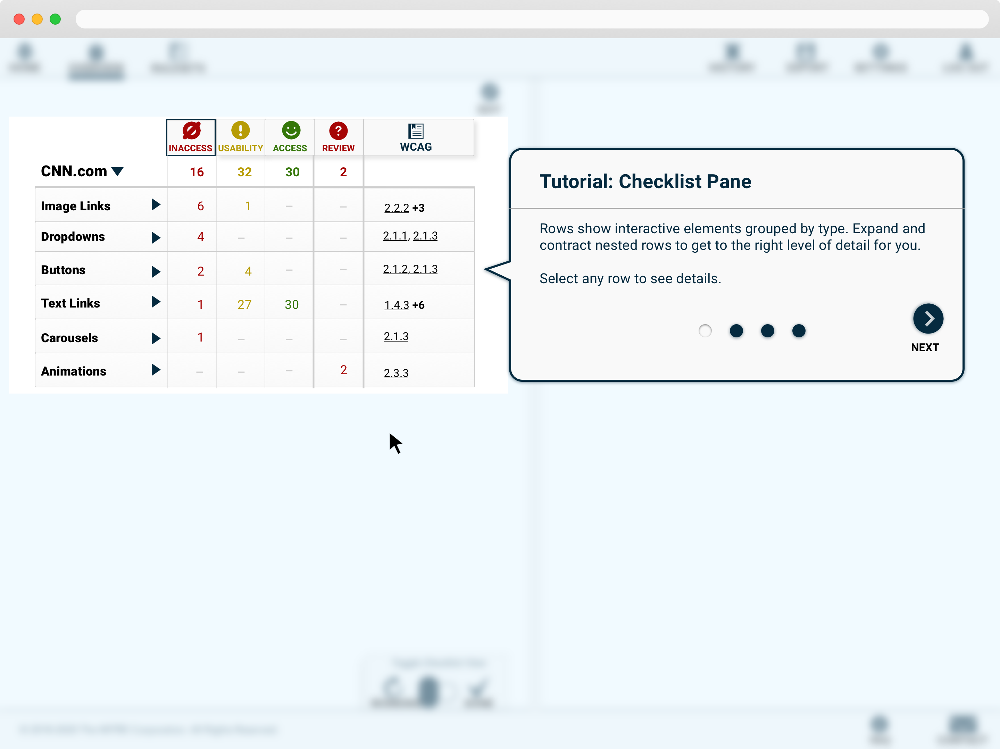 INACCESS USABILITY ACCESS REVIEW WCAG
CNN.com 16 32 30 2
Image Links 6 1 – – 2.2.2 +3
Dropdowns 4 – – – 2.1.1, 2.1.3
Buttons 2 4 – – 2.1.2, 2.1.3
Text Links 1 27 30 – 1.4.3 +6
Carousels 1 – – – 2.1.3
Animations – – – 2 2.3.3
Tutorial: Checklist Pane
Rows show interactive elements grouped by type. Expand and
contract nested rows to get to the right level of detail for you.
Select any row to see details.
NEXT